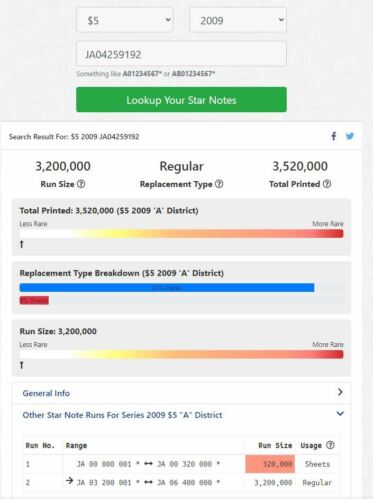 $5 2009
JA04259192
Something like A01234567* or AB01234567*
Lookup Your Star Notes
Search Result For: $5 2009 JA04259192
3,200,000 Regular 3,520,000
Run Size Replacement Type Total Printed
Total Printed: 3,520,000 ($5 2009 'A' District)
Less Rare More Rare
Replacement Type Breakdown ($5 2009 'A' District)
9% Sheets
Run Size: 3,200,000
Less Rare More Rare
General Info
Other Star Note Runs For Series 2009 $5 "A" District
Run No. Range Run Size Usage
1 JA 00 000 001 * ↔ JA 00 320 000 * 320,000 Sheets
2 → JA 03 200 001 * ↔ JA 06 400 000 * 3,200,000 Regular